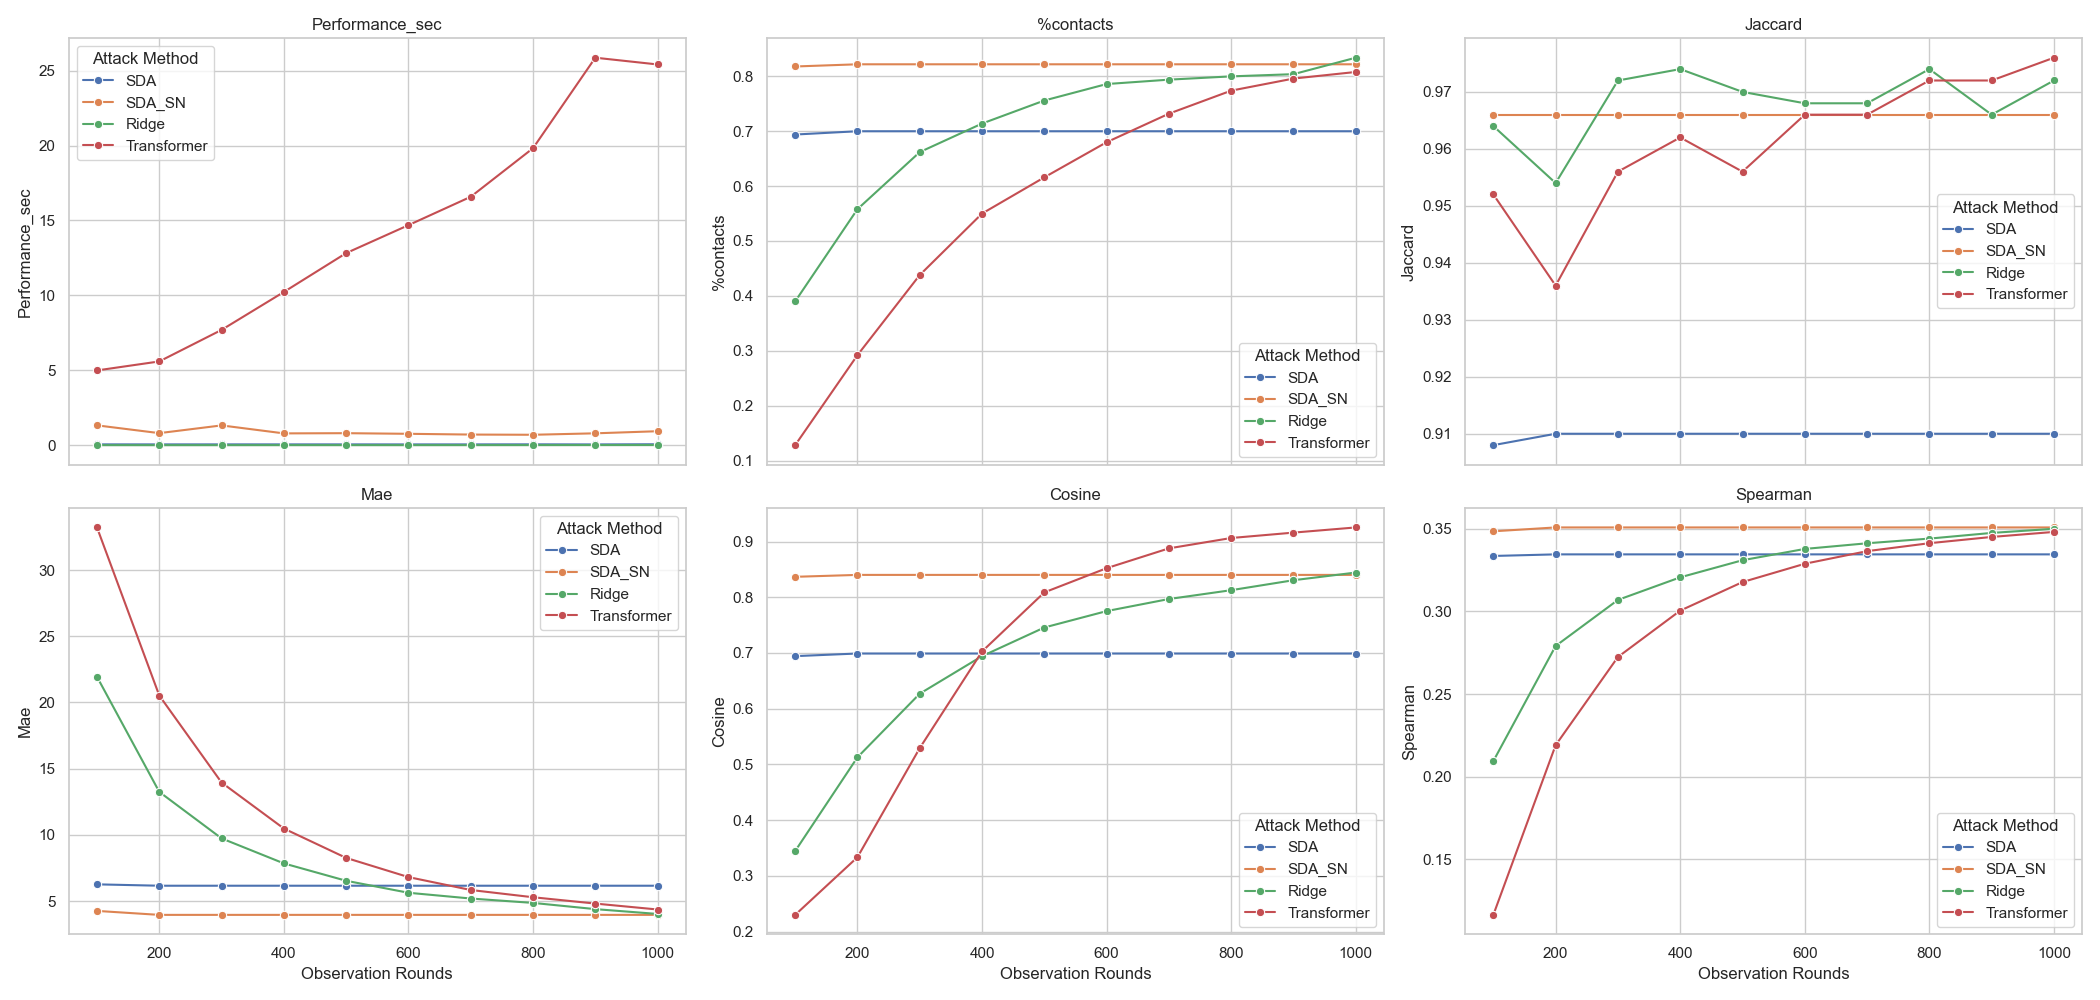 Performance_sec
Performance_sec
25
20
15
10
5
0
Attack Method
SDA
SDA_SN
Ridge
Transformer
%contacts
%contacts
0.8
0.7
0.6
0.5
0.4
0.3
0.2
0.1
Attack Method
SDA
SDA_SN
Ridge
Transformer
Jaccard
Jaccard
0.97
0.96
0.95
0.94
0.93
0.92
0.91
Attack Method
SDA
SDA_SN
Ridge
Transformer
Mae
Mae
30
25
20
15
10
5
Attack Method
SDA
SDA_SN
Ridge
Transformer
200 400 600 800 1000
Observation Rounds
Cosine
Cosine
0.9
0.8
0.7
0.6
0.5
0.4
0.3
0.2
Attack Method
SDA
SDA_SN
Ridge
Transformer
200 400 600 800 1000
Observation Rounds
Spearman
Spearman
0.35
0.30
0.25
0.20
0.15
Attack Method
SDA
SDA_SN
Ridge
Transformer
200 400 600 800 1000
Observation Rounds